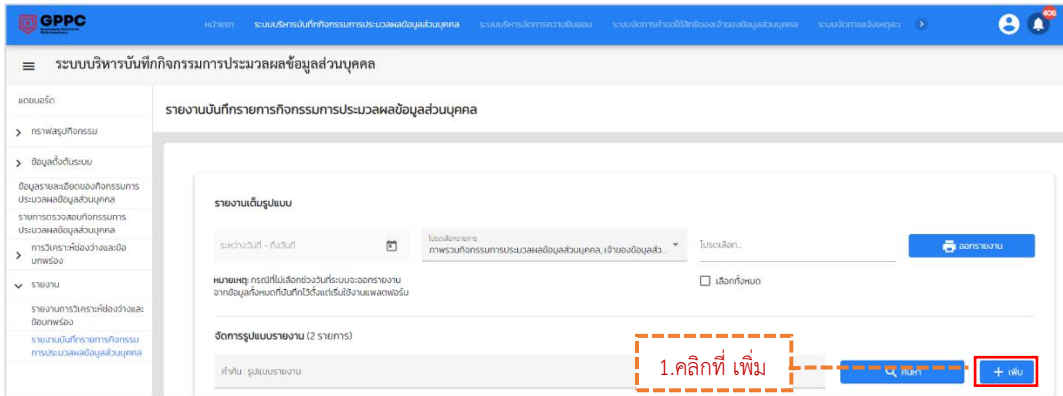 GPPC
หน้าแรก ระบบบริหารบันทึกกิจกรรมการประมวลผลข้อมูลส่วนบุคคล ระบบบริหารจัดการความยินยอม ระบบจัดการคำขอใช้สิทธิของเจ้าของข้อมูลส่วนบุคคล ระบบจัดการแจ้งเหตุละเ
406
ระบบบริหารบันทึกกิจกรรมการประมวลผลข้อมูลส่วนบุคคล
แดชบอร์ด
กราฟสรุปกิจกรรม
ข้อมูลตั้งต้นระบบ
ข้อมูลรายละเอียดของกิจกรรมการ
ประมวลผลข้อมูลส่วนบุคคล
รายการตรวจสอบกิจกรรมการ
ประมวลผลข้อมูลส่วนบุคคล
การวิเคราะห์ช่องว่างและข้อ
บกพร่อง
รายงาน
รายงานการวิเคราะห์ช่องว่างและ
ข้อบกพร่อง
รายงานบันทึกรายการกิจกรรม
การประมวลผลข้อมูลส่วนบุคคล
รายงานบันทึกรายการกิจกรรมการประมวลผลข้อมูลส่วนบุคคล
รายงานเต็มรูปแบบ
ระหว่างวันที่ - ถึงวันที่
โปรดเลือกรายการ
ภาพรวมกิจกรรมการประมวลผลข้อมูลส่วนบุคคล, เจ้าของข้อมูลส่ว...
โปรดเลือก...
ออกรายงาน
หมายเหตุ: กรณีที่ไม่เลือกช่วงวันที่ระบบจะออกรายงาน
จากข้อมูลทั้งหมดที่บันทึกไว้ตั้งแต่เริ่มใช้งานแพลตฟอร์ม
เลือกทั้งหมด
จัดการรูปแบบรายงาน (2 รายการ)
คำค้น : รูปแบบรายงาน
1.คลิกที่ เพิ่ม
ค้นหา
+ เพิ่ม